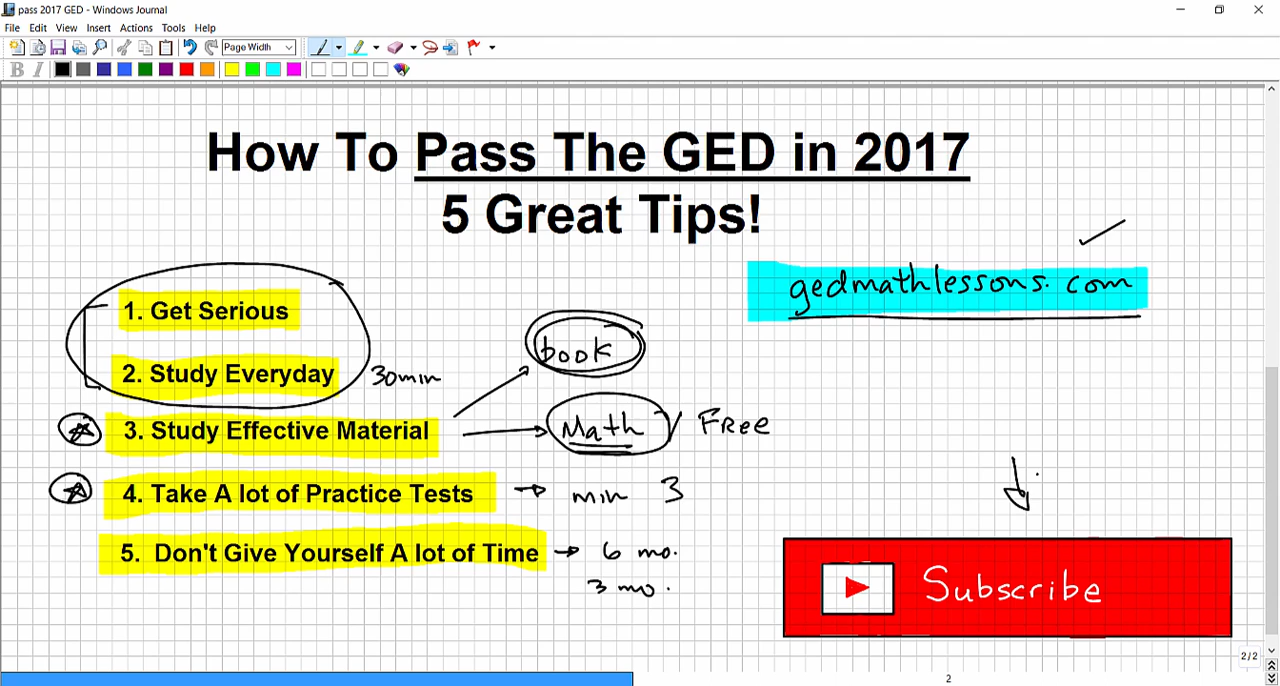 pass 2017 GED - Windows Journal
File Edit View Insert Actions Tools Help
Page Width
B I
How To Pass The GED in 2017
5 Great Tips!
gedmathlessons.com
1. Get Serious
book
2. Study Everyday 30min
3. Study Effective Material Math Free
4. Take A lot of Practice Tests min 3
5. Don't Give Yourself A lot of Time 6 mo.
3 mo.
Subscribe
2/2
2